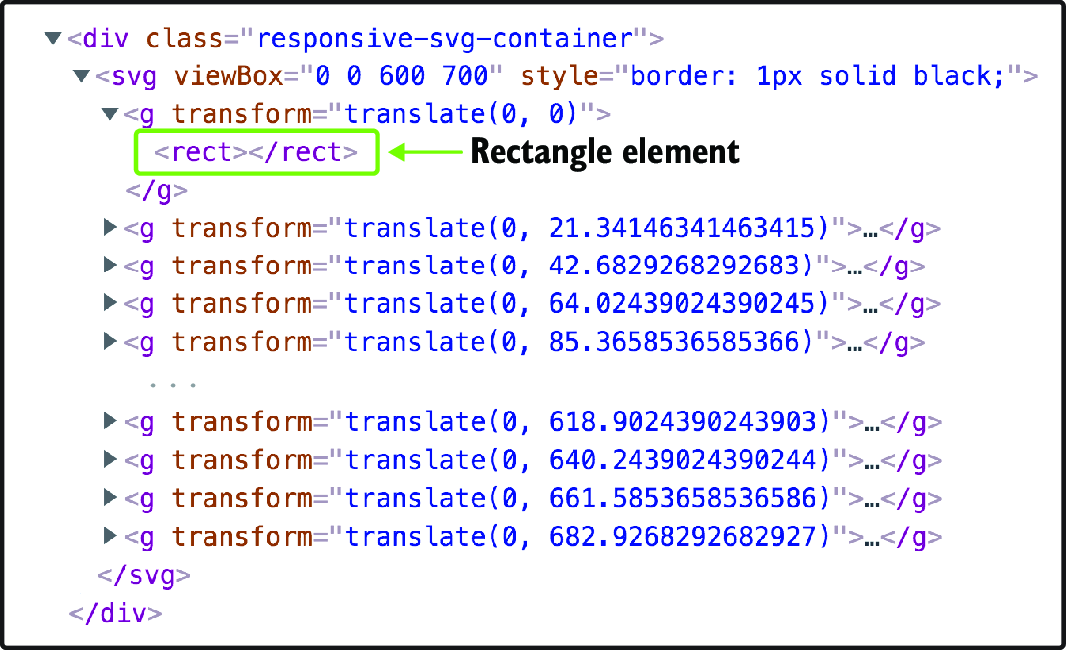 ▼<div class="responsive-svg-container">
▼<svg viewBox="0 0 600 700" style="border: 1px solid black;">
▼<g transform="translate(0, 0)">
<rect></rect> Rectangle element
</g>
▶<g transform="translate(0, 21.34146341463415)">…</g>
▶<g transform="translate(0, 42.6829268292683)">…</g>
▶<g transform="translate(0, 64.02439024390245)">…</g>
▶<g transform="translate(0, 85.3658536585366)">…</g>
...
▶<g transform="translate(0, 618.9024390243903)">…</g>
▶<g transform="translate(0, 640.2439024390244)">…</g>
▶<g transform="translate(0, 661.5853658536586)">…</g>
▶<g transform="translate(0, 682.9268292682927)">…</g>
</svg>
</div>